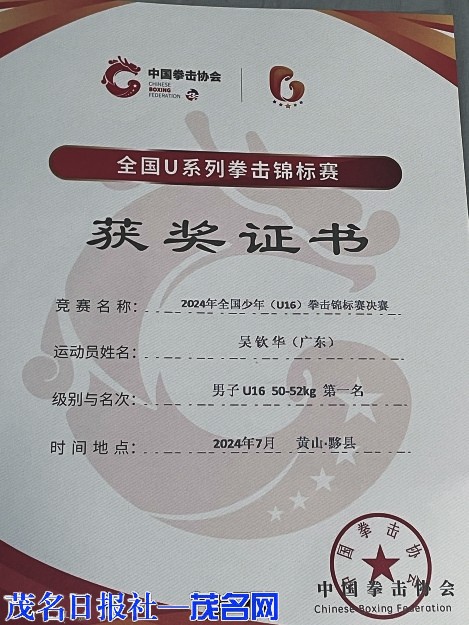 中国拳击协会
CHINESE
BOXING
FEDERATION
全国U系列拳击锦标赛
获奖证书
竞赛名称： 2024年全国少年（U16）拳击锦标赛决赛
运动员姓名： 吴钦华（广东）
级别与名次： 男子U16 50-52kg 第一名
时间地点： 2024年7月 黄山·黟县
中国拳击协会
中国拳击协会
Chinese Boxing Federation
茂名日报社—茂名网